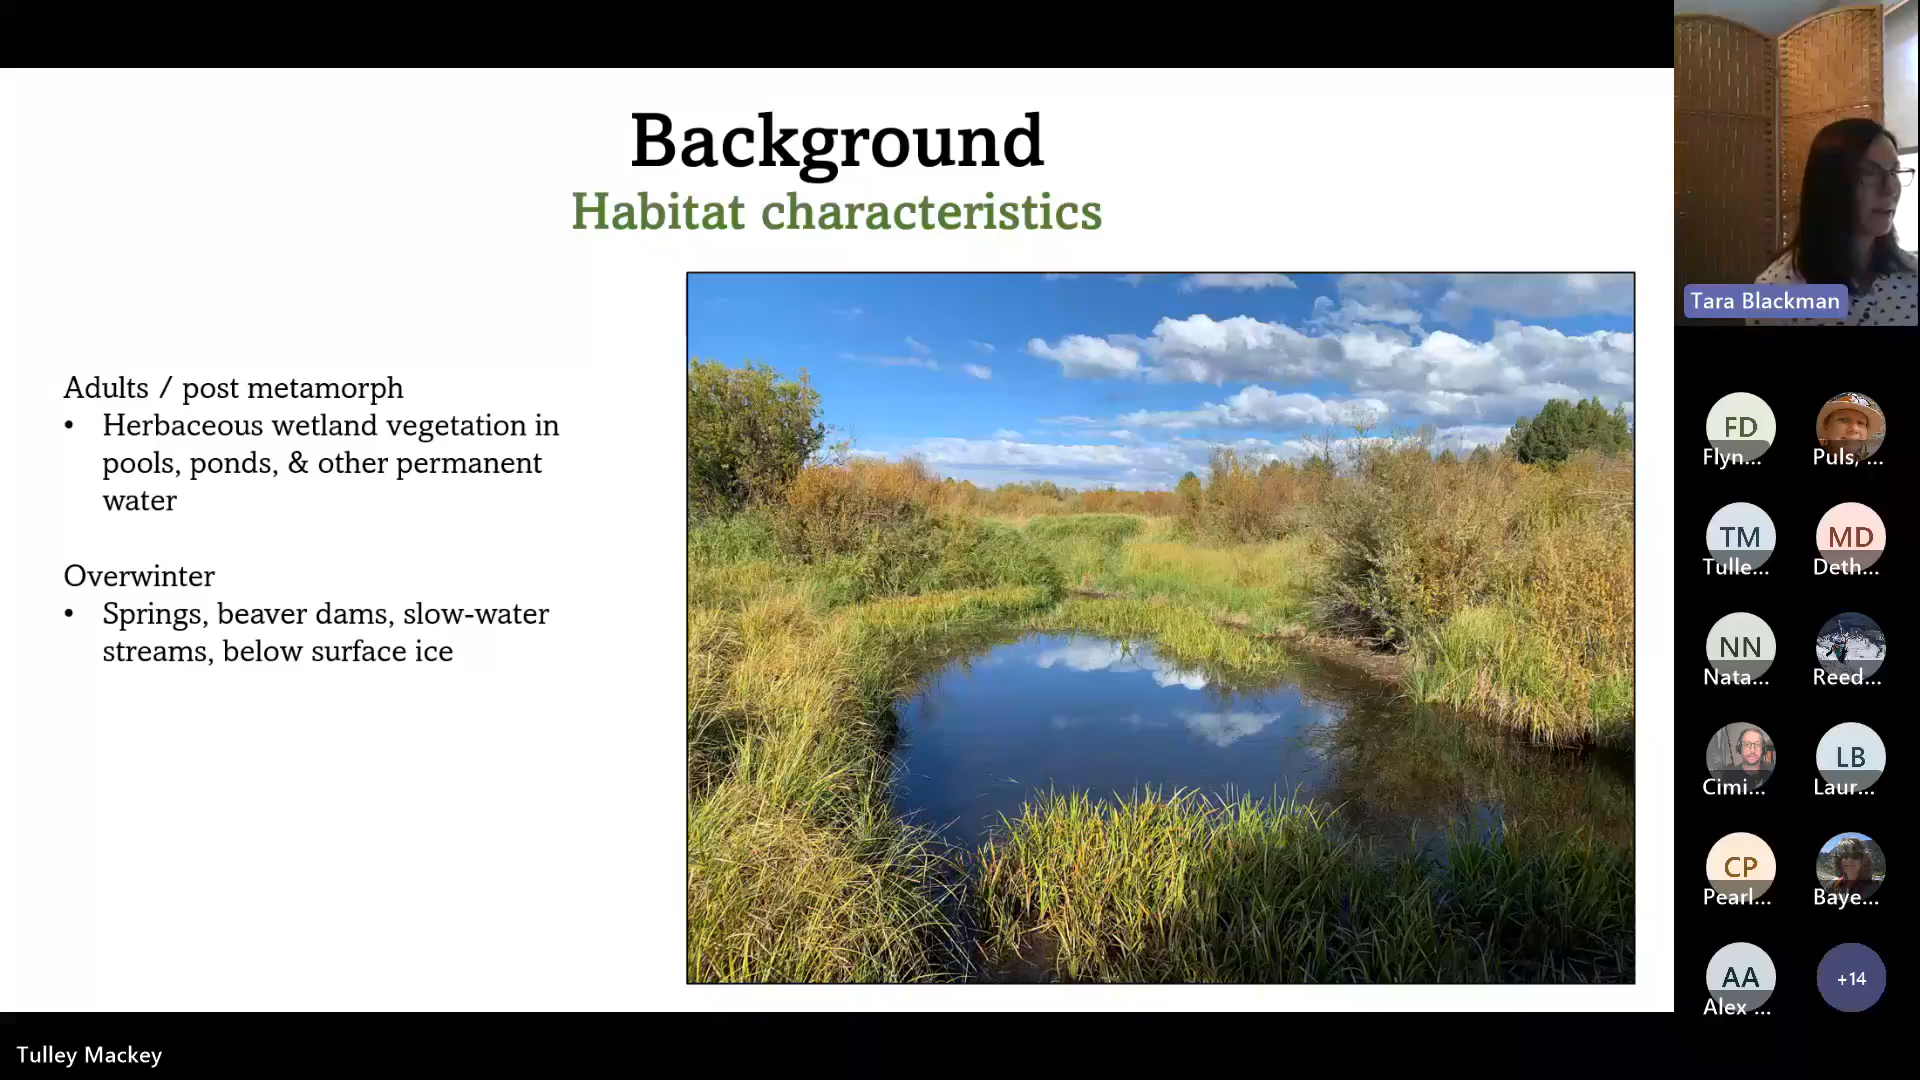 Background
Habitat characteristics
Adults / post metamorph
• Herbaceous wetland vegetation in
pools, ponds, & other permanent
water
Overwinter
• Springs, beaver dams, slow-water
streams, below surface ice
Tara Blackman
FD
Flyn...
Puls, ...
TM
Tulle...
MD
Deth...
NN
Nata...
Reed...
Cimi...
LB
Laur...
CP
Pearl...
Baye...
AA
Alex ...
+14
Tulley Mackey